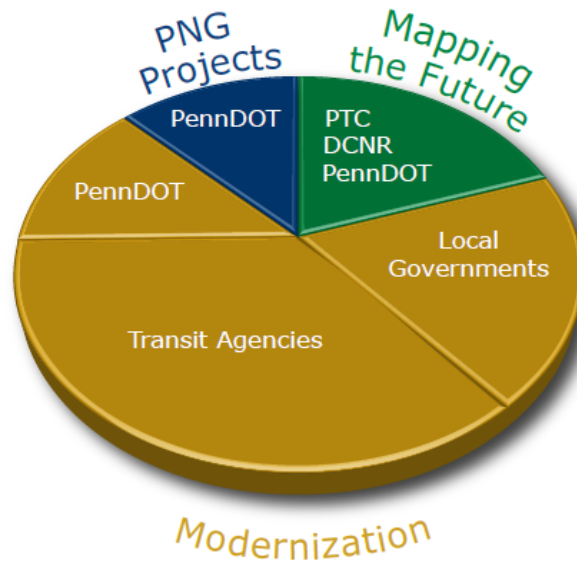 PNG
Projects
Mapping
the Future
PennDOT
PTC
DCNR
PennDOT
PennDOT
Local
Governments
Transit Agencies
Modernization